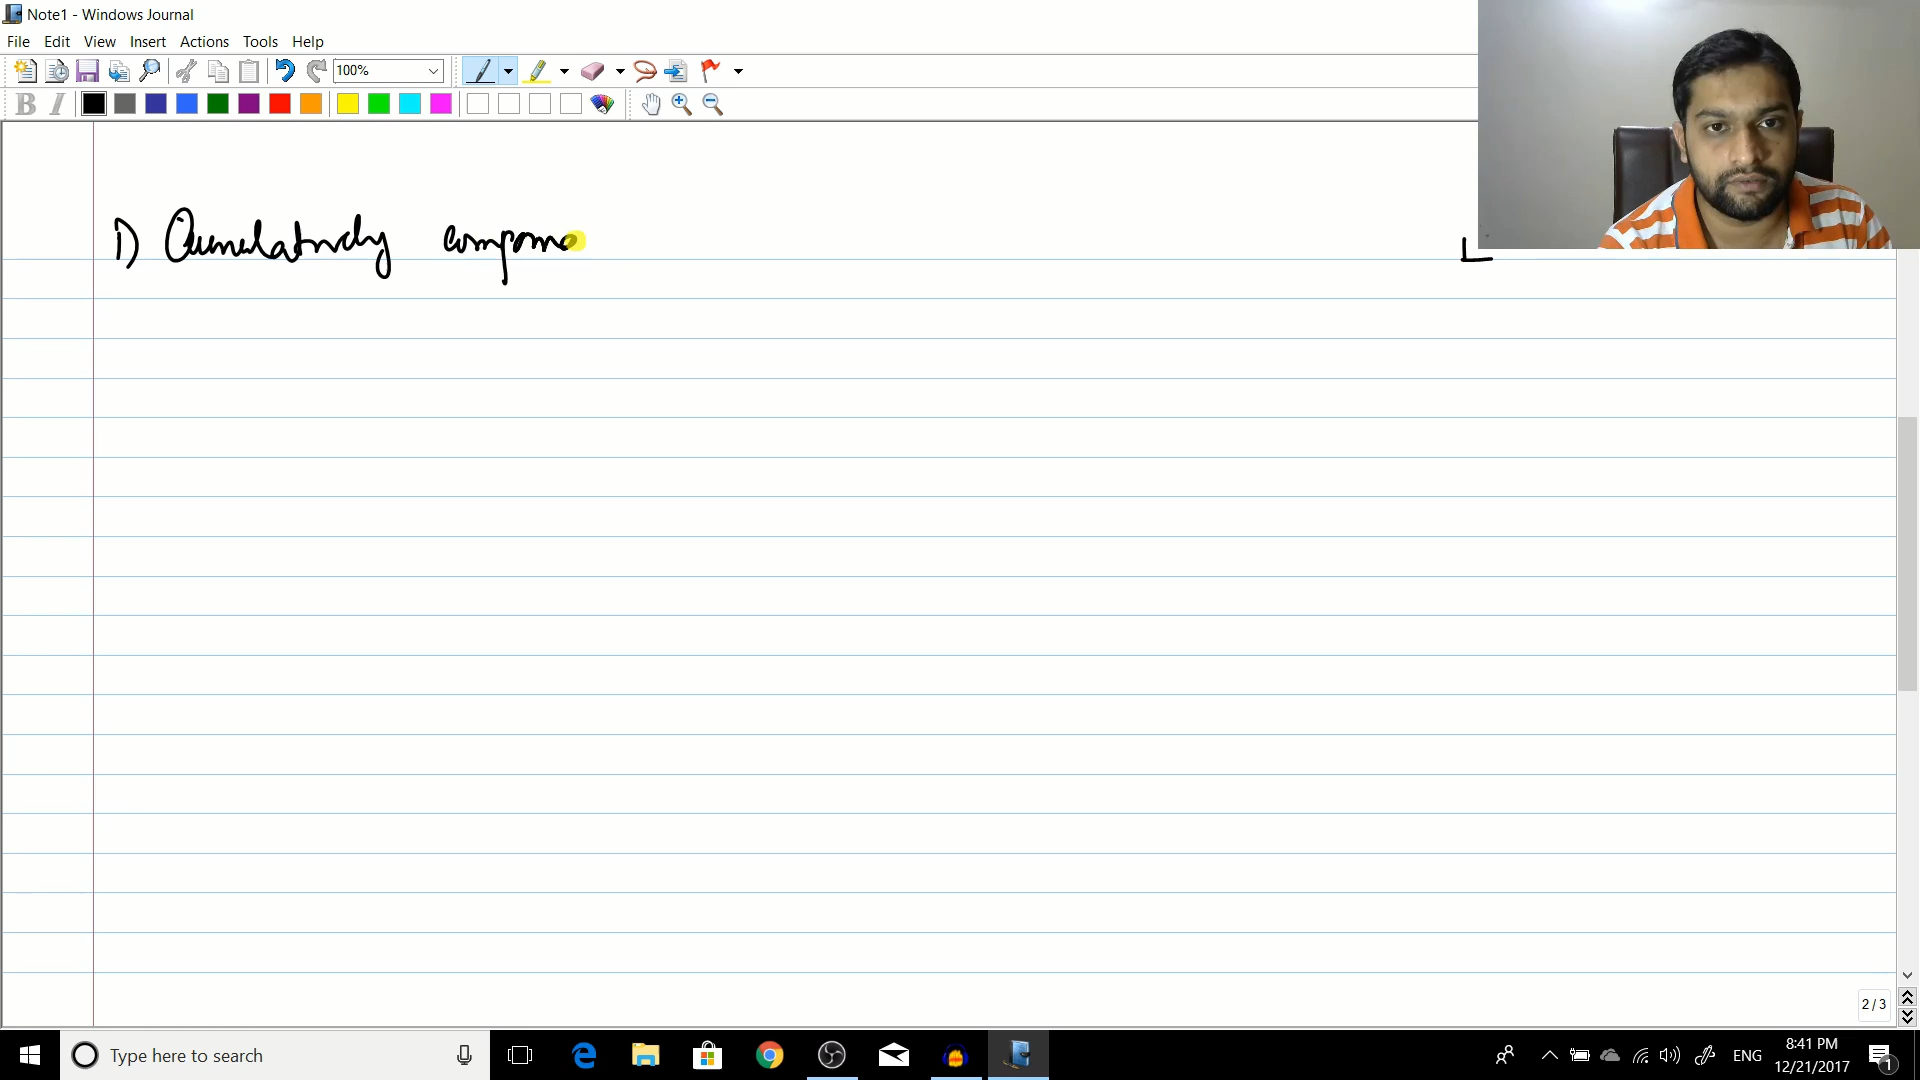 Note1 - Windows Journal
File Edit View Insert Actions Tools Help
100%
B I
1) Cumulatively
2 / 3
Type here to search
ENG
8:41 PM
12/21/2017
1